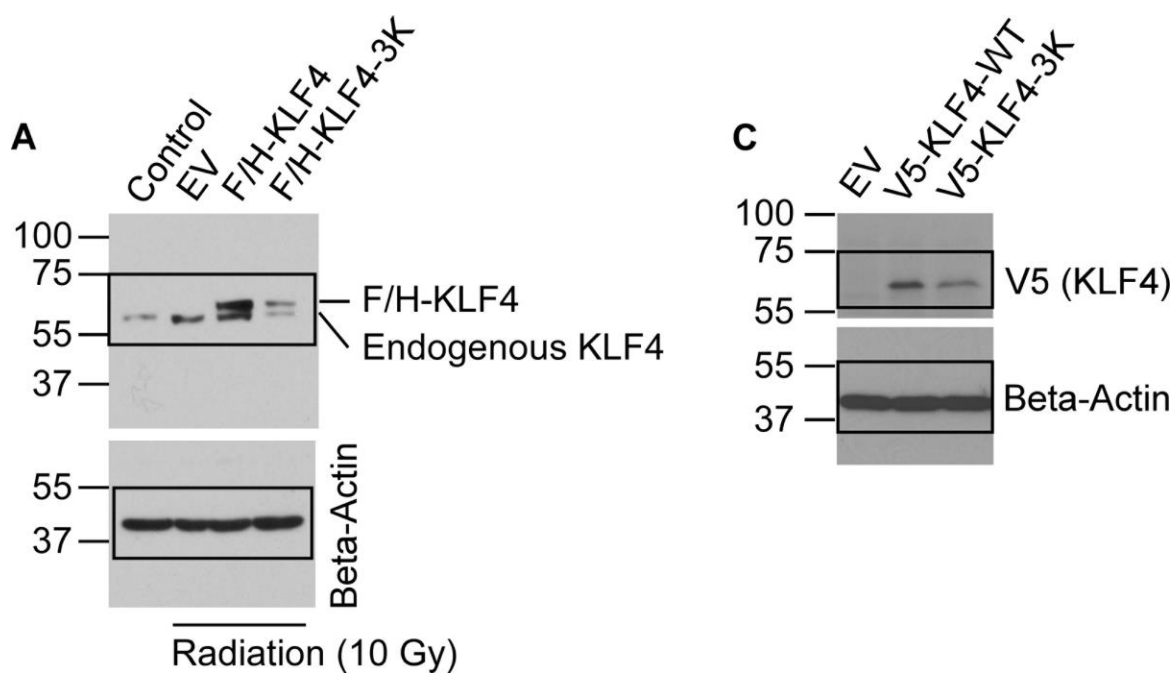 A
Control
EV
F/H-KLF4
F/H-KLF4-3K
100
75
55
37
F/H-KLF4
Endogenous KLF4
55
37
Beta-Actin
Radiation (10 Gy)
C
EV
V5-KLF4-WT
V5-KLF4-3K
100
75
55
V5 (KLF4)
55
37
Beta-Actin